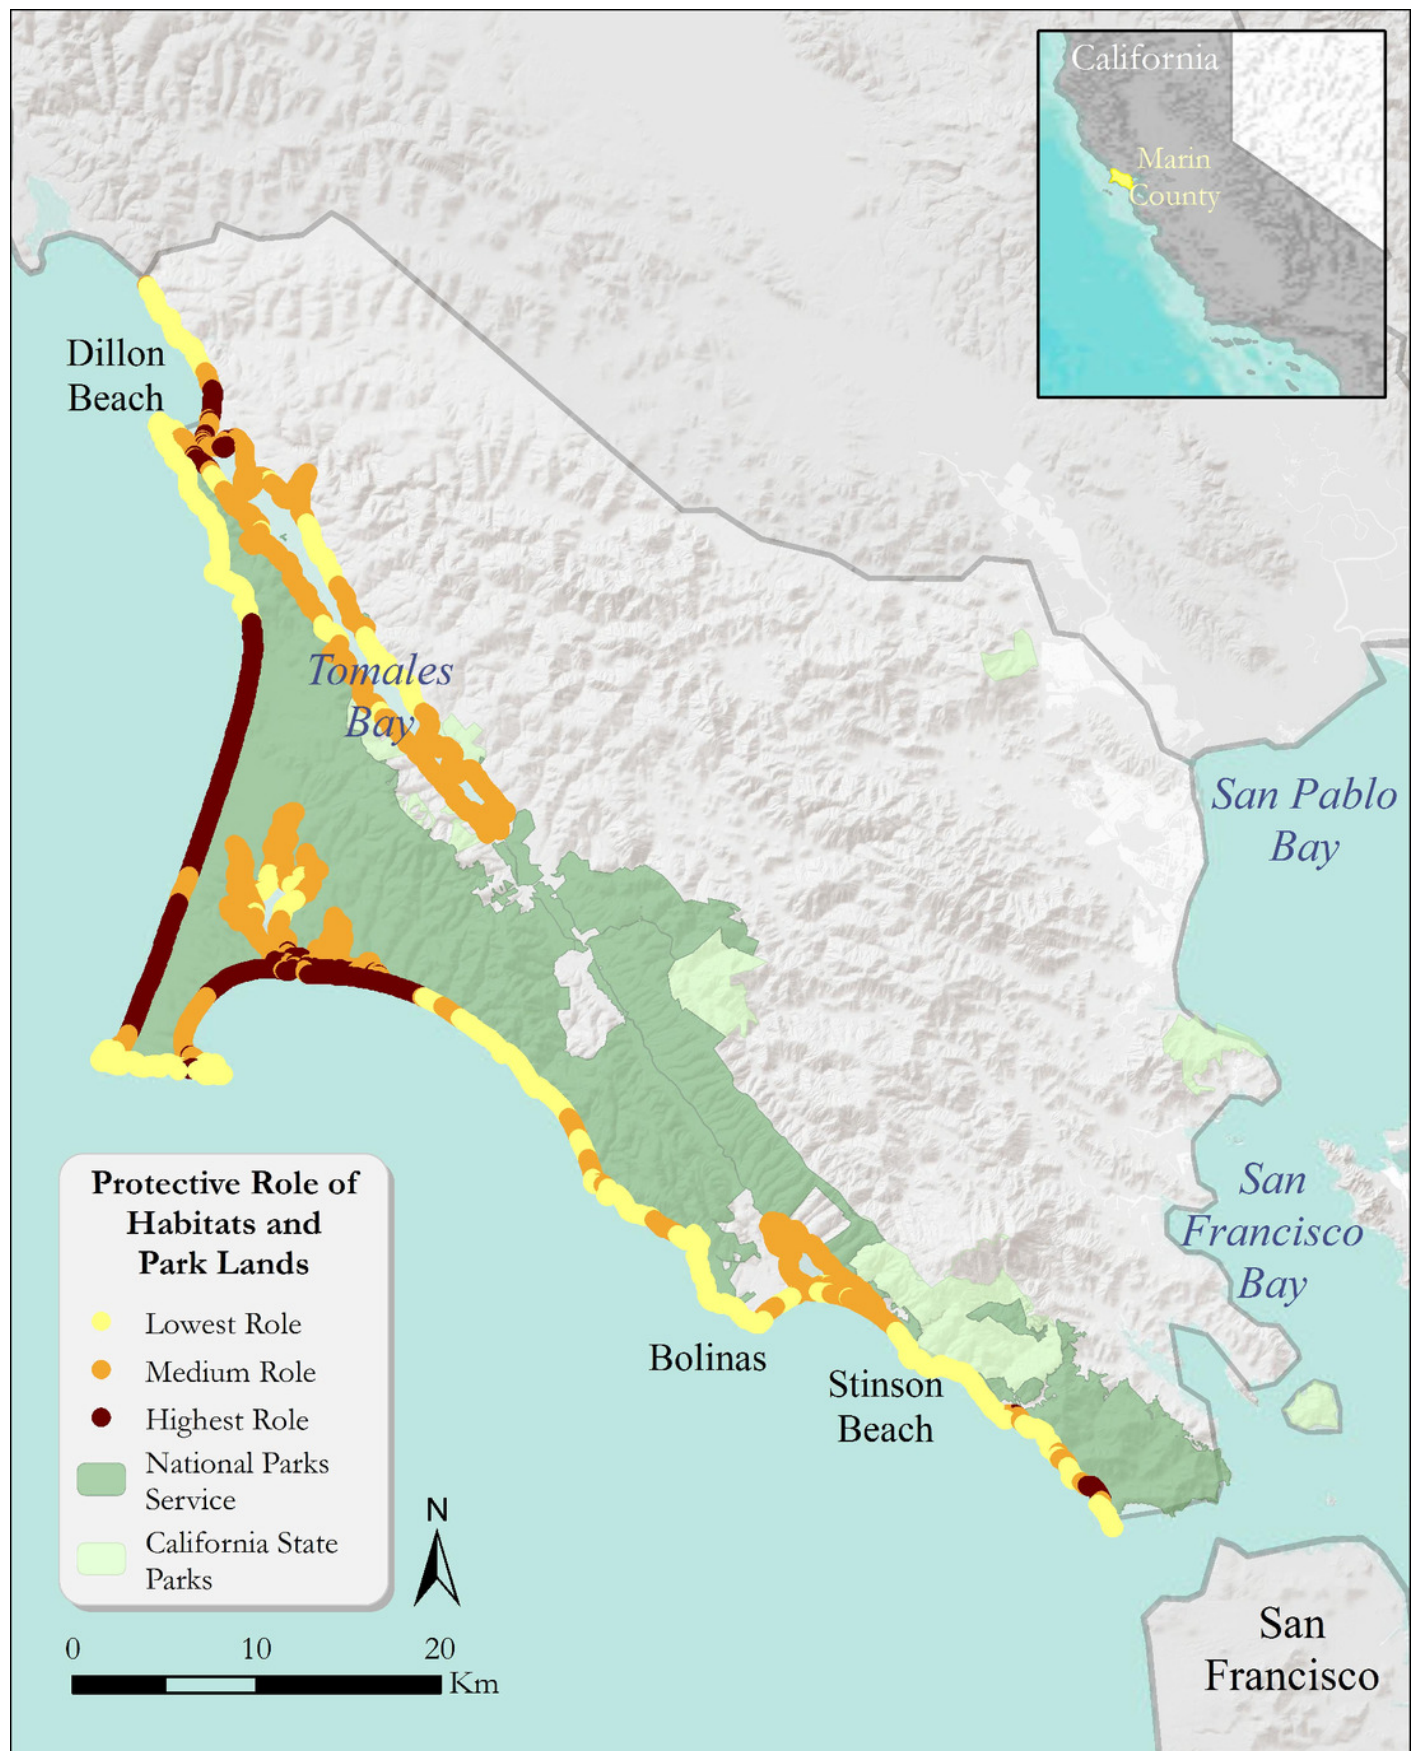 California
Marin
County
Dillon
Beach
Tomales
Bay
San Pablo
Bay
San
Francisco
Bay
Bolinas
Stinson
Beach
San
Francisco
Protective Role of
Habitats and
Park Lands
Lowest Role
Medium Role
Highest Role
National Parks
Service
California State
Parks
N
0 10 20
Km